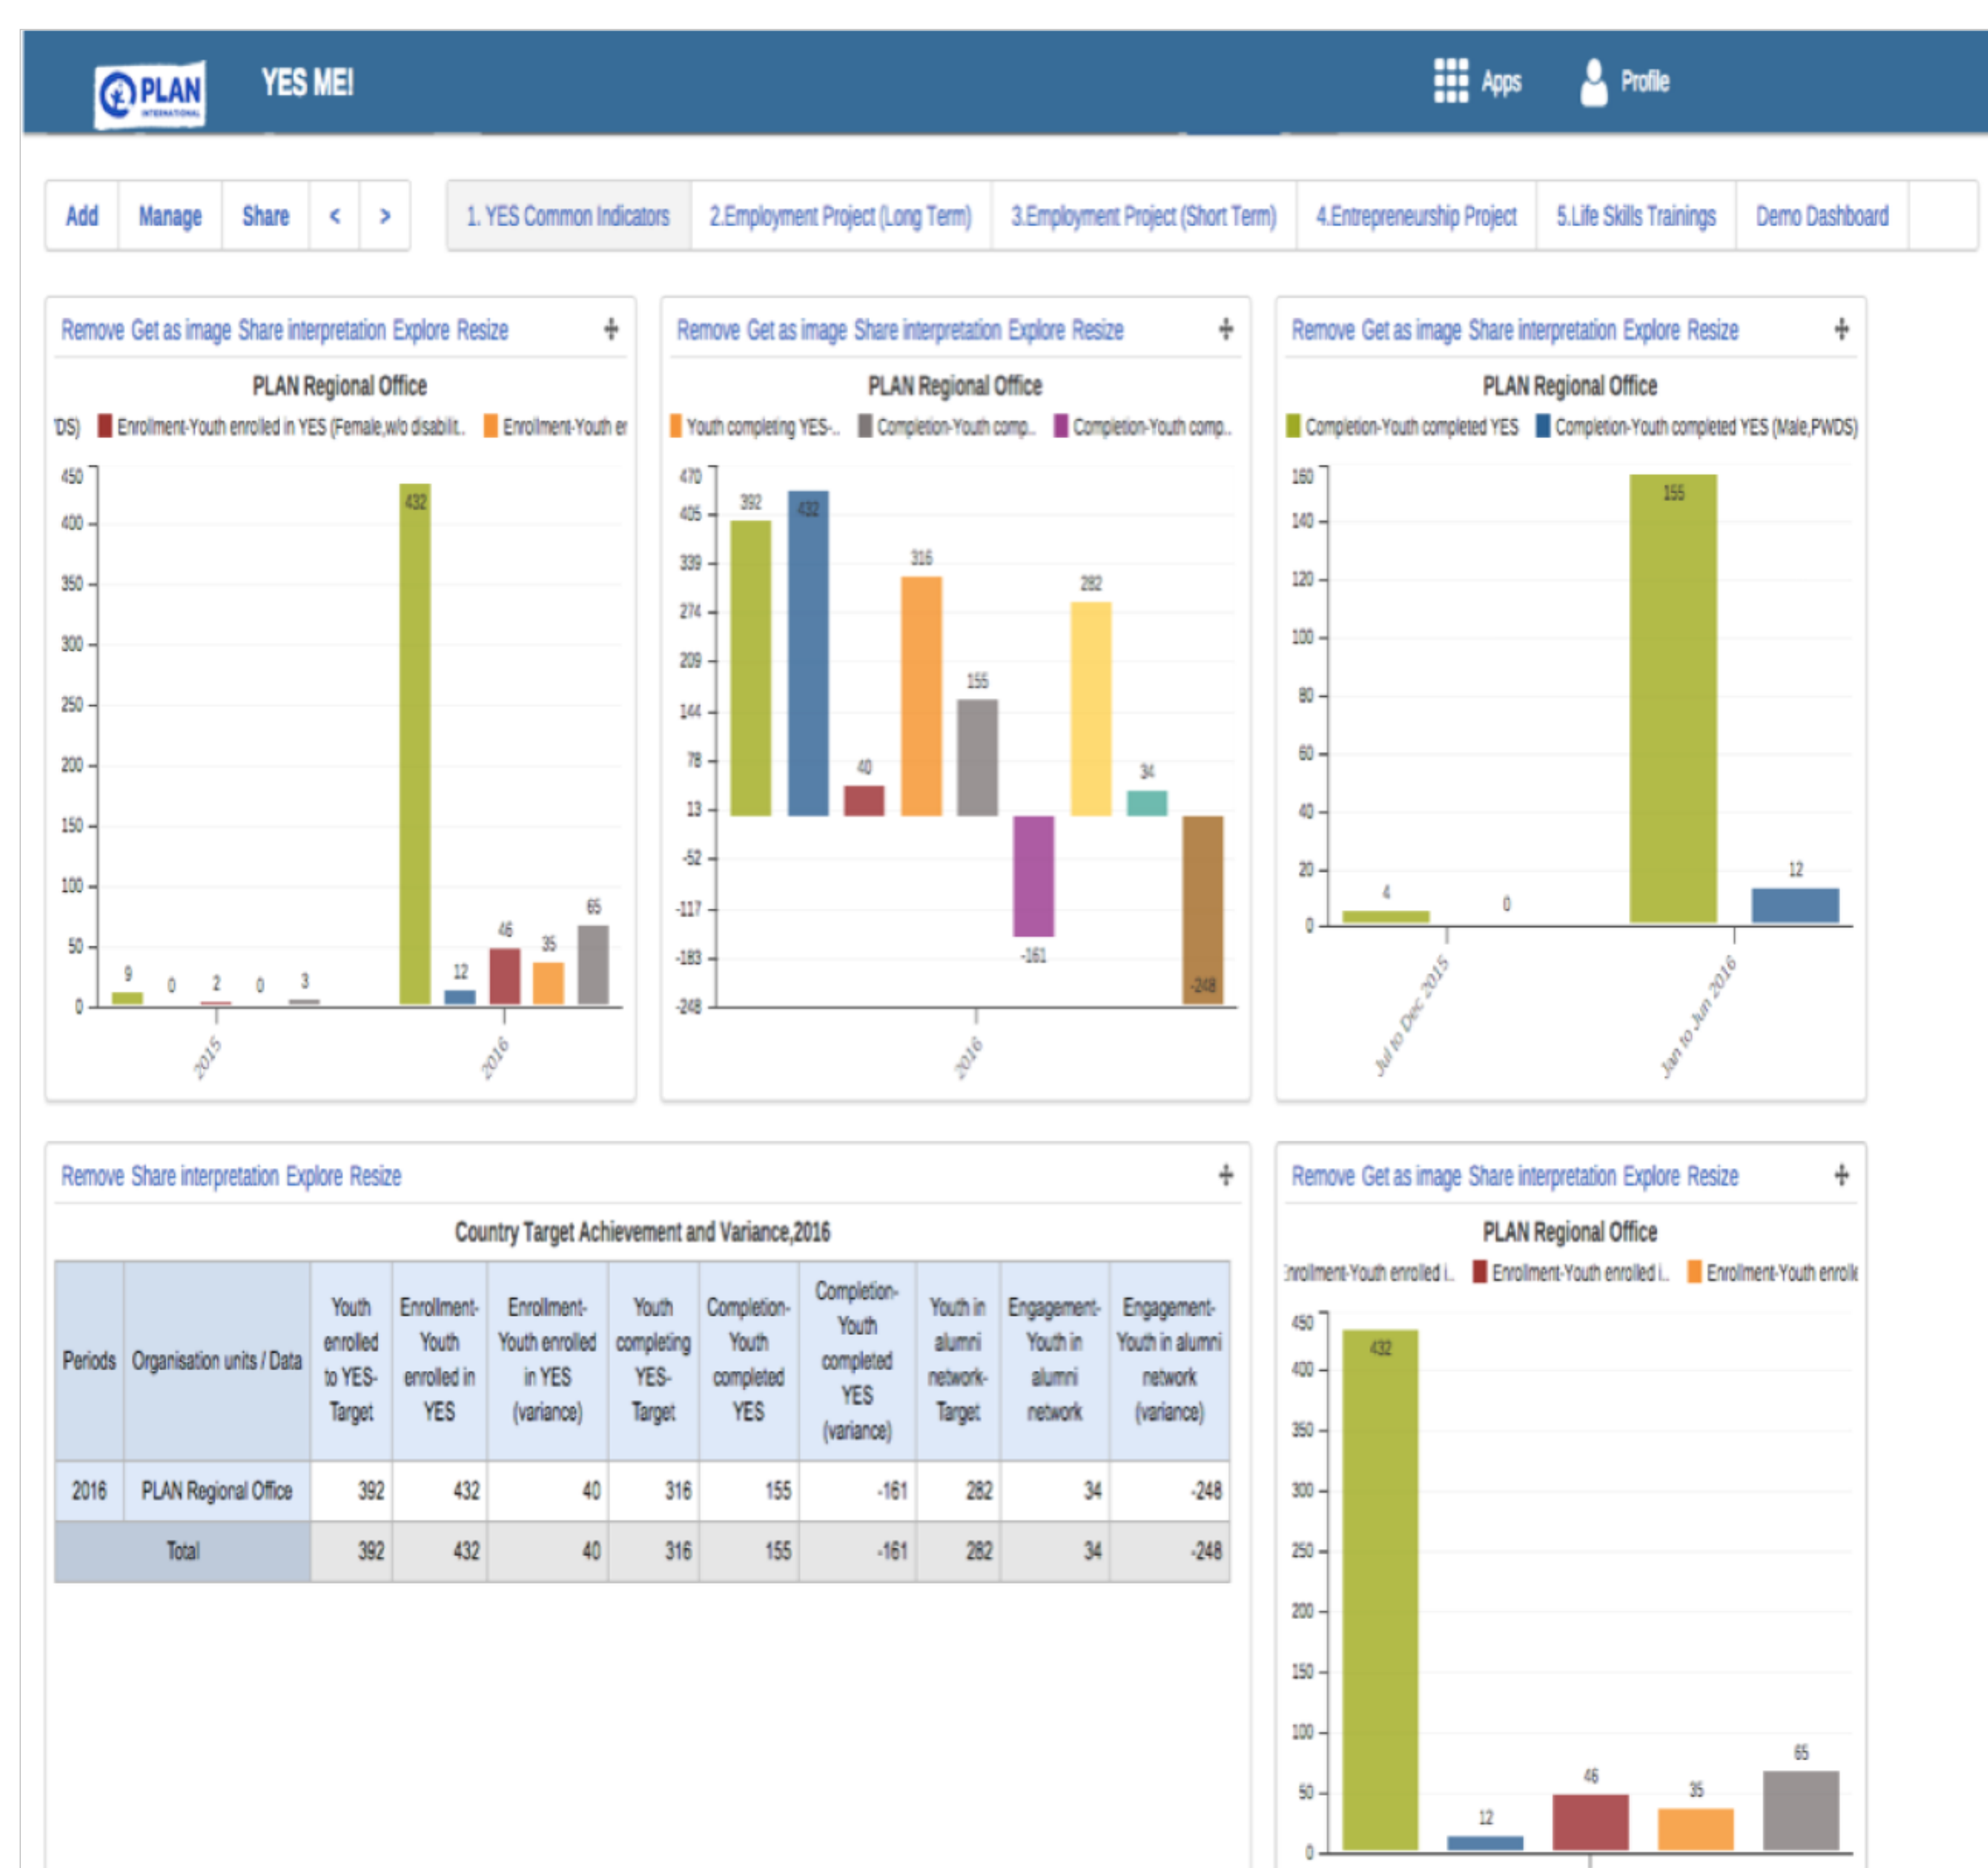 PLAN
INTERNATIONAL
YES ME!
Apps
Profile
Add Manage Share < >
1. YES Common Indicators 2.Employment Project (Long Term) 3.Employment Project (Short Term) 4.Entrepreneurship Project 5.Life Skills Trainings Demo Dashboard
Remove Get as image Share interpretation Explore Resize
PLAN Regional Office
'DS) Enrollment-Youth enrolled in YES (Female,w/o disabilit.. Enrollment-Youth er
450
400
350
300
250
200
150
100
50
0
9 0 2 0 3
432 12 46 35 65
2015 2016
Remove Get as image Share interpretation Explore Resize
PLAN Regional Office
Youth completing YES-.. Completion-Youth comp.. Completion-Youth comp..
470
405
339
274
209
144
78
13
-52
-117
-183
-248
392 432 40 316 155 -161 282 34 -248
2016
Remove Get as image Share interpretation Explore Resize
PLAN Regional Office
Completion-Youth completed YES Completion-Youth completed YES (Male,PWDS)
160
140
120
100
80
60
40
20
0
4 0 155 12
Jul to Dec 2015 Jan to Jun 2016
Remove Share interpretation Explore Resize
Country Target Achievement and Variance,2016
Periods Organisation units / Data Youth enrolled to YES-Target Enrollment-Youth enrolled in YES Enrollment-Youth enrolled in YES (variance) Youth completing YES-Target Completion-Youth completed YES Completion-Youth completed YES (variance) Youth in alumni network-Target Engagement-Youth in alumni network Engagement-Youth in alumni network (variance)
2016 PLAN Regional Office 392 432 40 316 155 -161 282 34 -248
Total 392 432 40 316 155 -161 282 34 -248
Remove Get as image Share interpretation Explore Resize
PLAN Regional Office
Enrollment-Youth enrolled i.. Enrollment-Youth enrolled i.. Enrollment-Youth enrolle
450
400
350
300
250
200
150
100
50
0
432 12 46 35 65